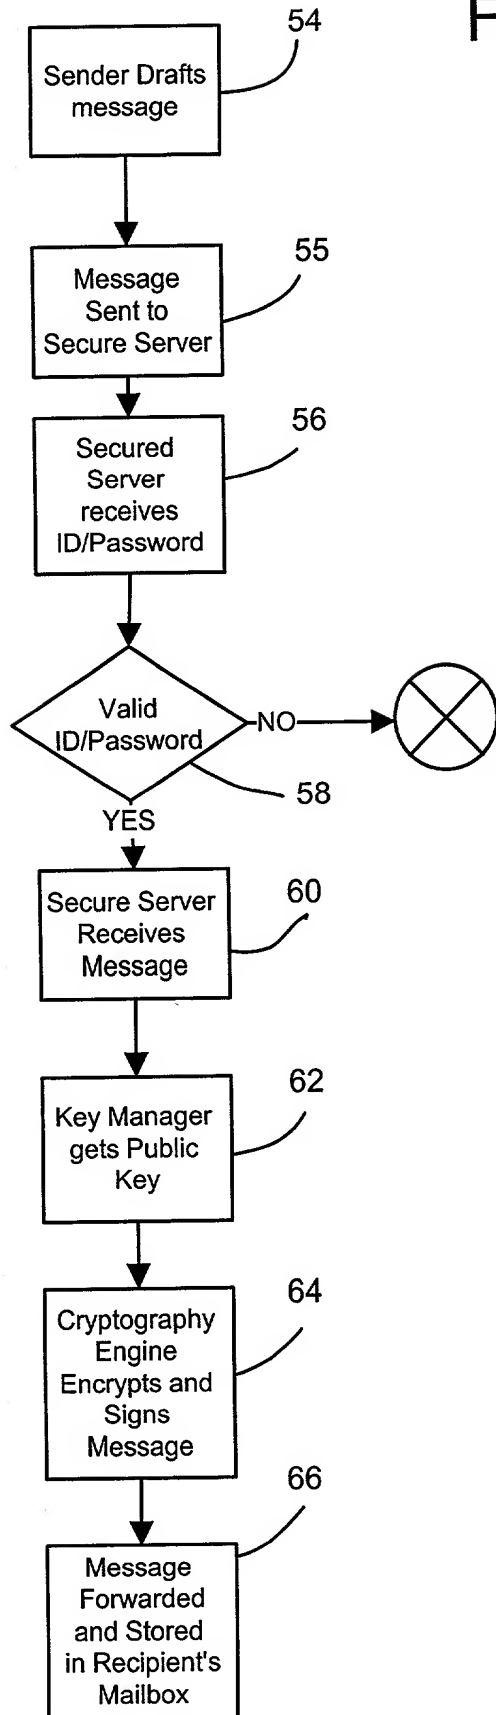 54
Sender Drafts
message
55
Message
Sent to
Secure Server
56
Secured
Server
receives
ID/Password
Valid
ID/Password
NO
58
YES
60
Secure Server
Receives
Message
62
Key Manager
gets Public
Key
64
Cryptography
Engine
Encrypts and
Signs
Message
66
Message
Forwarded
and Stored
in Recipient's
Mailbox